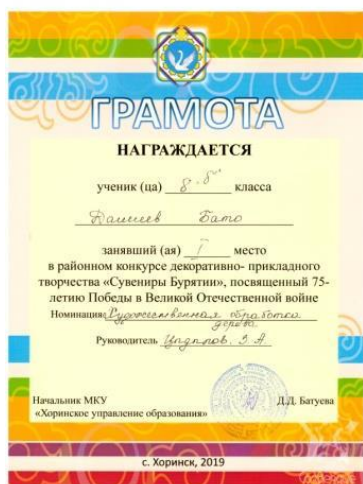 ГРАМОТА
НАГРАЖДАЕТСЯ
ученик (ца) 8 "б" класса
Дашиев Бато
занявший (ая) I место
в районном конкурсе декоративно- прикладного
творчества «Сувениры Бурятии», посвященный 75-
летию Победы в Великой Отечественной войне
Номинация: Художественная обработка
дерева
Руководитель З.А.
Начальник МКУ Д.Д. Батуева
«Хоринское управление образования»
с. Хоринск, 2019